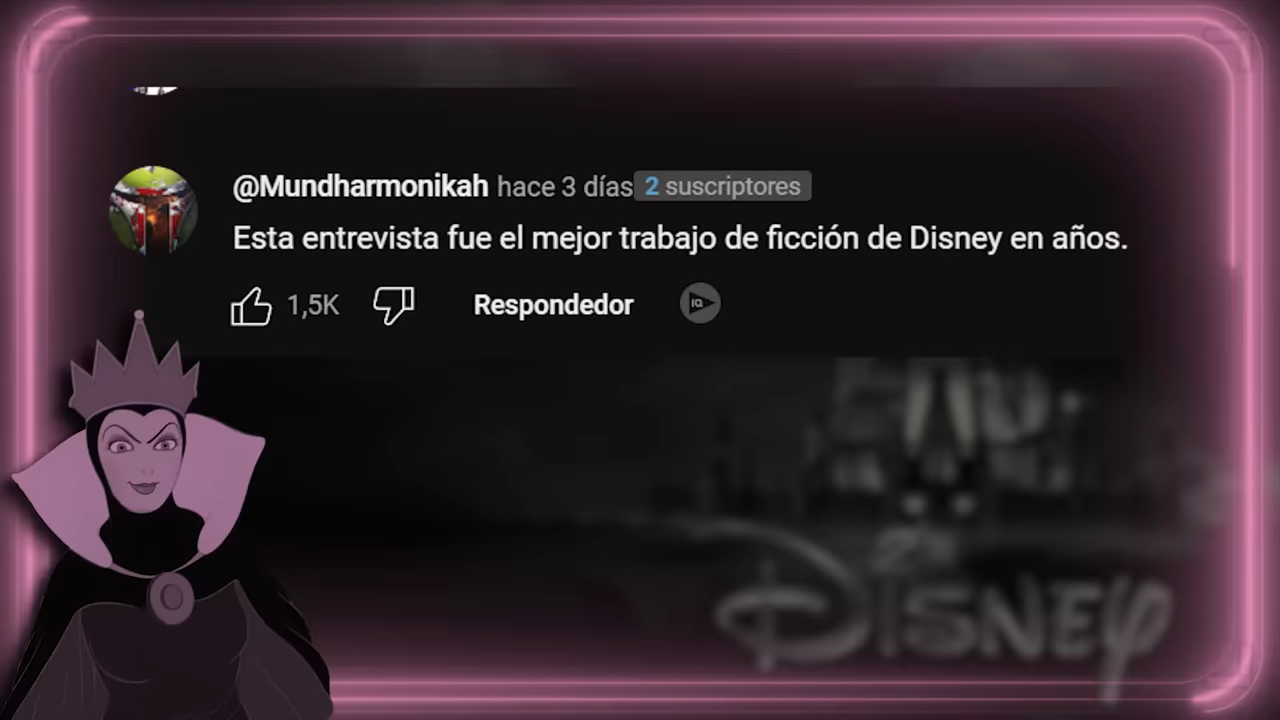 @Mundharmonikah hace 3 días 2 suscriptores
Esta entrevista fue el mejor trabajo de ficción de Disney en años.
1,5K Respondedor IQ
DISNEY